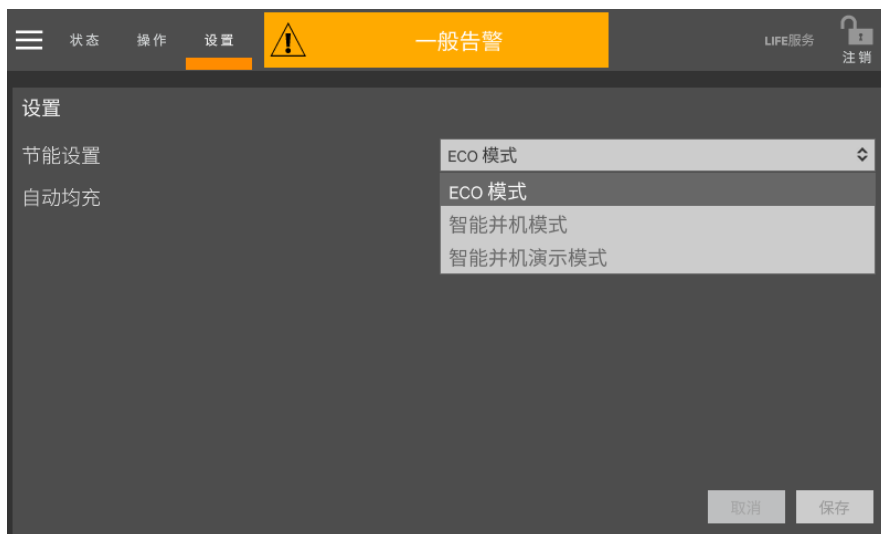 状态 操作 设置 一般告警 LIFE服务
注销
设置
节能设置 ECO 模式
自动均充 ECO 模式
智能并机模式
智能并机演示模式
取消 保存